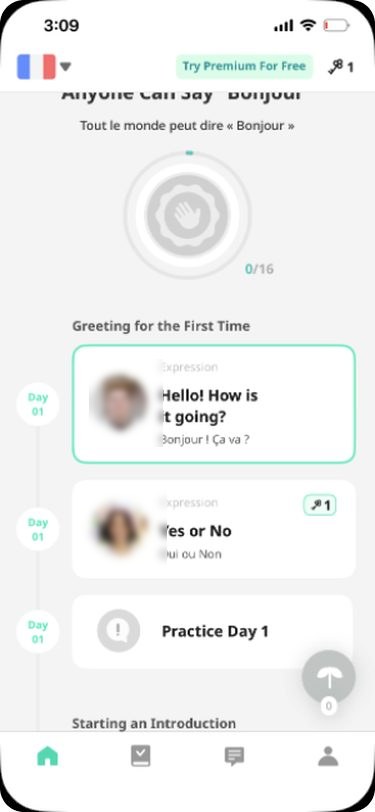 3:09
Try Premium For Free
1
Anyone Can Say "Bonjour"
Tout le monde peut dire « Bonjour »
0/16
Greeting for the First Time
Day
01
Expression
Hello! How is
it going?
Bonjour ! Ça va ?
Day
01
Expression
1
Yes or No
Oui ou Non
Day
01
Practice Day 1
0
Starting an Introduction